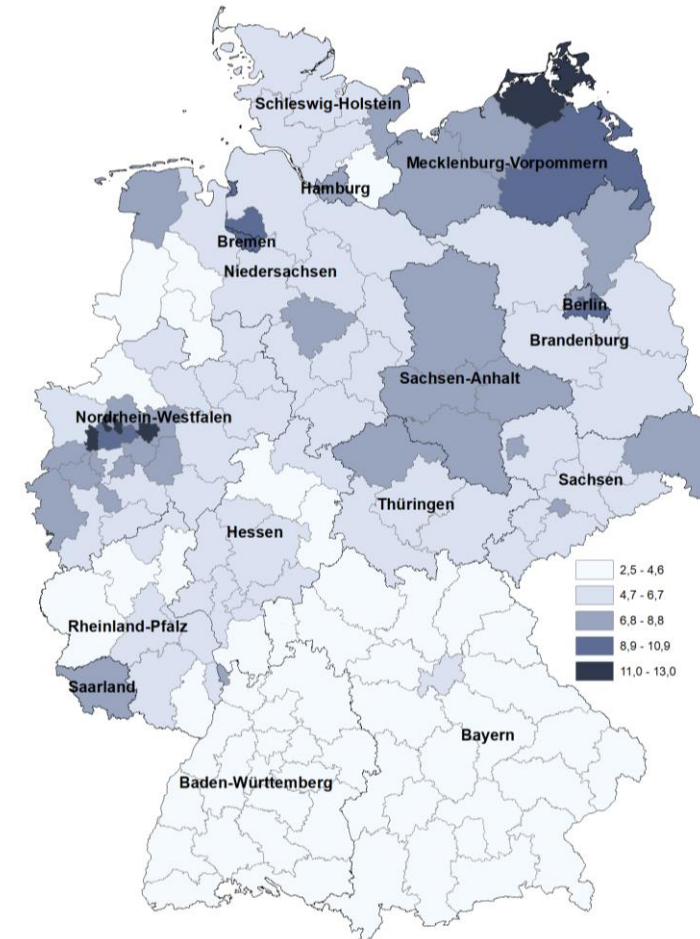 Schleswig-Holstein
Mecklenburg-Vorpommern
Hamburg
Bremen
Niedersachsen
Berlin
Brandenburg
Sachsen-Anhalt
Nordrhein-Westfalen
Sachsen
Thüringen
Hessen
2,5 - 4,6
4,7 - 6,7
6,8 - 8,8
8,9 - 10,9
11,0 - 13,0
Rheinland-Pfalz
Saarland
Bayern
Baden-Württemberg